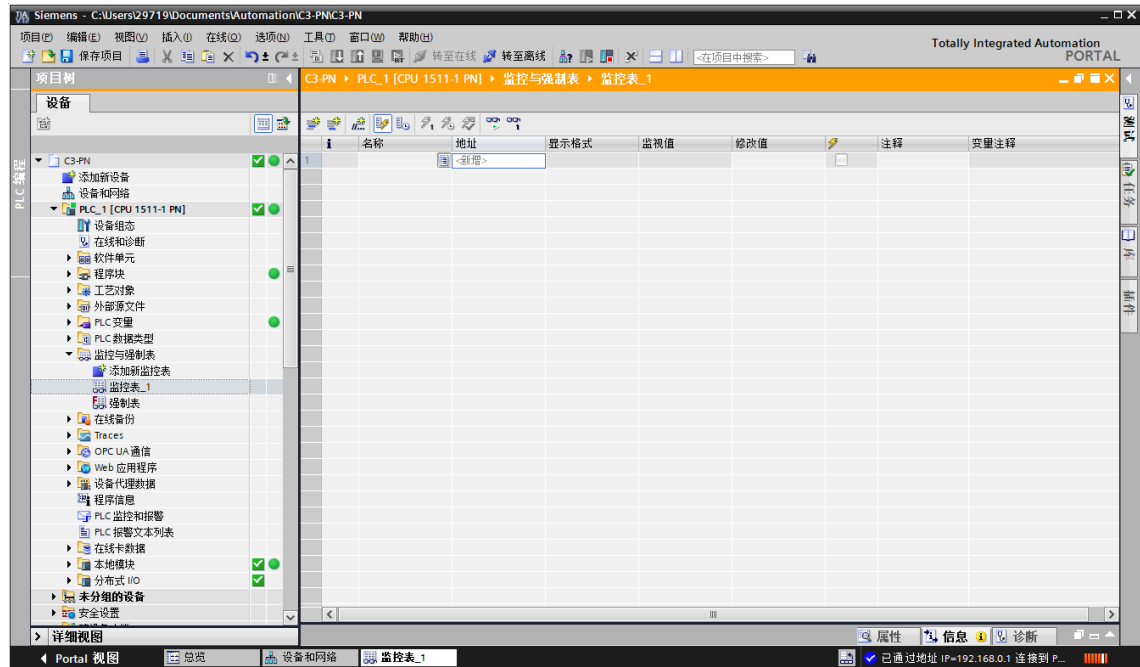 Siemens - C:\Users\29719\Documents\Automation\C3-PN\C3-PN
项目(P) 编辑(E) 视图(V) 插入(I) 在线(O) 选项(N) 工具(T) 窗口(W) 帮助(H)
Totally Integrated Automation
PORTAL
保存项目 转至在线 转至离线 <在项目中搜索>
项目树
C3-PN PLC_1 [CPU 1511-1 PN] 监控与强制表 监控表_1
设备
i 名称 地址 显示格式 监视值 修改值 注释 变量注释
1 <新增>
PLC 编程
C3-PN
添加新设备
设备和网络
PLC_1 [CPU 1511-1 PN]
设备组态
在线和诊断
软件单元
程序块
工艺对象
外部源文件
PLC 变量
PLC 数据类型
监控与强制表
添加新监控表
监控表_1
强制表
在线备份
Traces
OPC UA 通信
Web 应用程序
设备代理数据
程序信息
PLC 监控和报警
PLC 报警文本列表
在线卡数据
本地模块
分布式 I/O
未分组的设备
安全设置
测试
任务
库
插件
详细视图
属性 信息 诊断
Portal 视图 总览 设备和网络 监控表_1
已通过地址 IP=192.168.0.1 连接到 P...